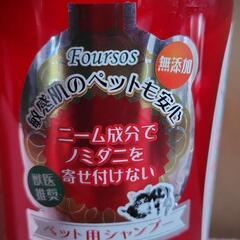 Foursos
無添加
敏感肌のペットも安心
ニーム成分で
ノミダニを
寄せ付けない
獣医
推奨
ペット用シャンプー